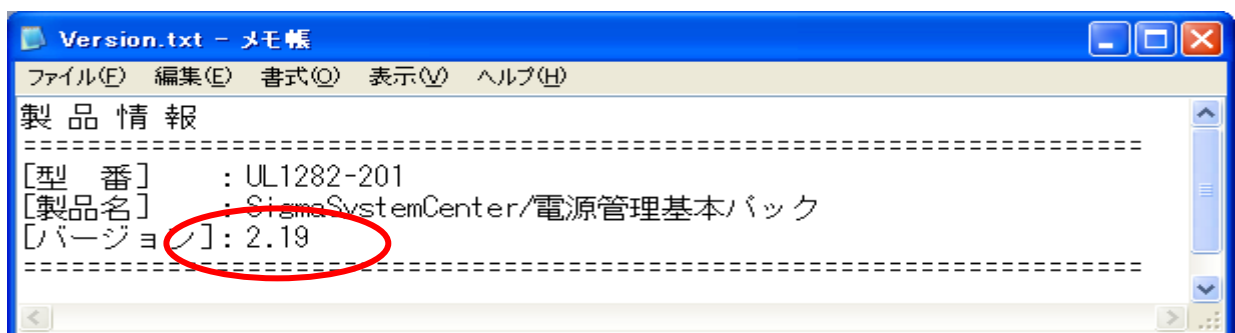 Version.txt - メモ帳
ファイル(F) 編集(E) 書式(O) 表示(V) ヘルプ(H)
製 品 情 報
======================================================================
[型　番]　　: UL1282-201
[製品名]　　: SigmaSystemCenter/電源管理基本パック
[バージョン]: 2.19
======================================================================